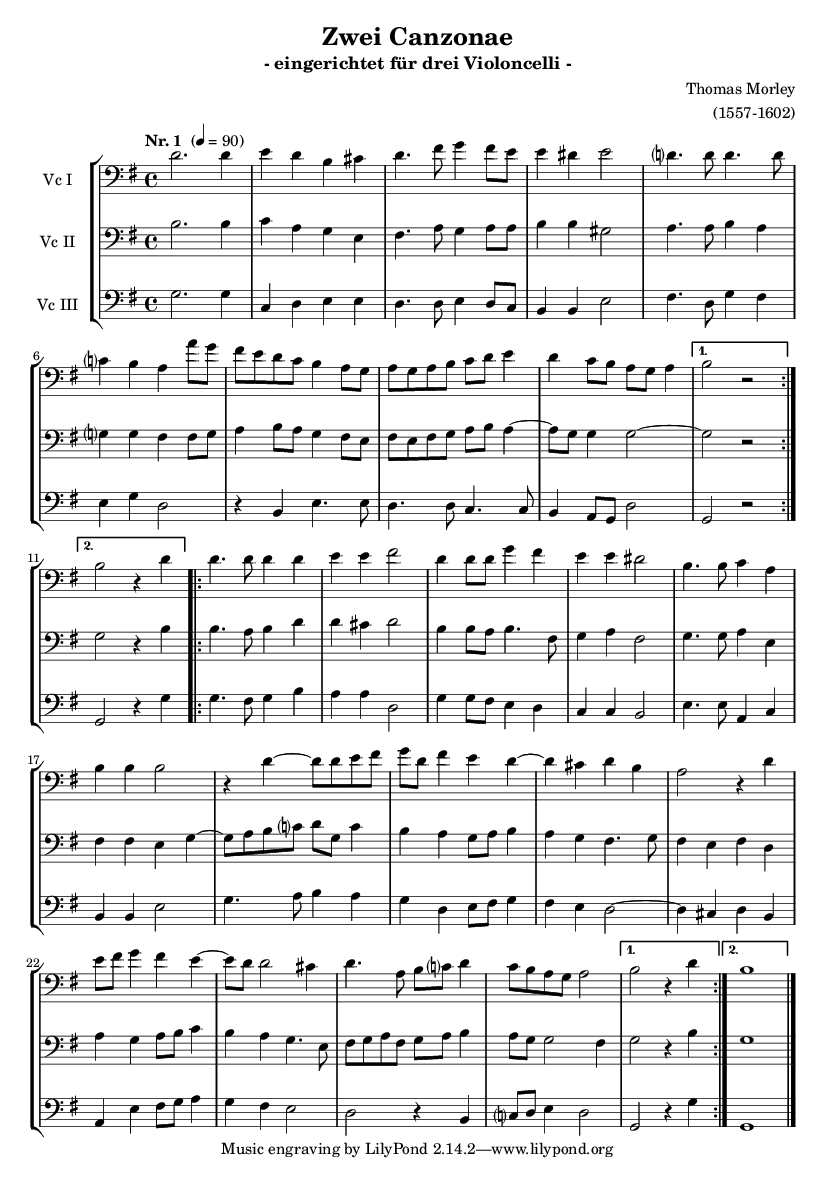 Zwei Canzonae
- eingerichtet für drei Violoncelli -
Thomas Morley
(1557-1602)
Nr. 1 (♩ = 90)
Vc I
Vc II
Vc III
6
1.
11
2.
17
22
1.
2.
Music engraving by LilyPond 2.14.2—www.lilypond.org